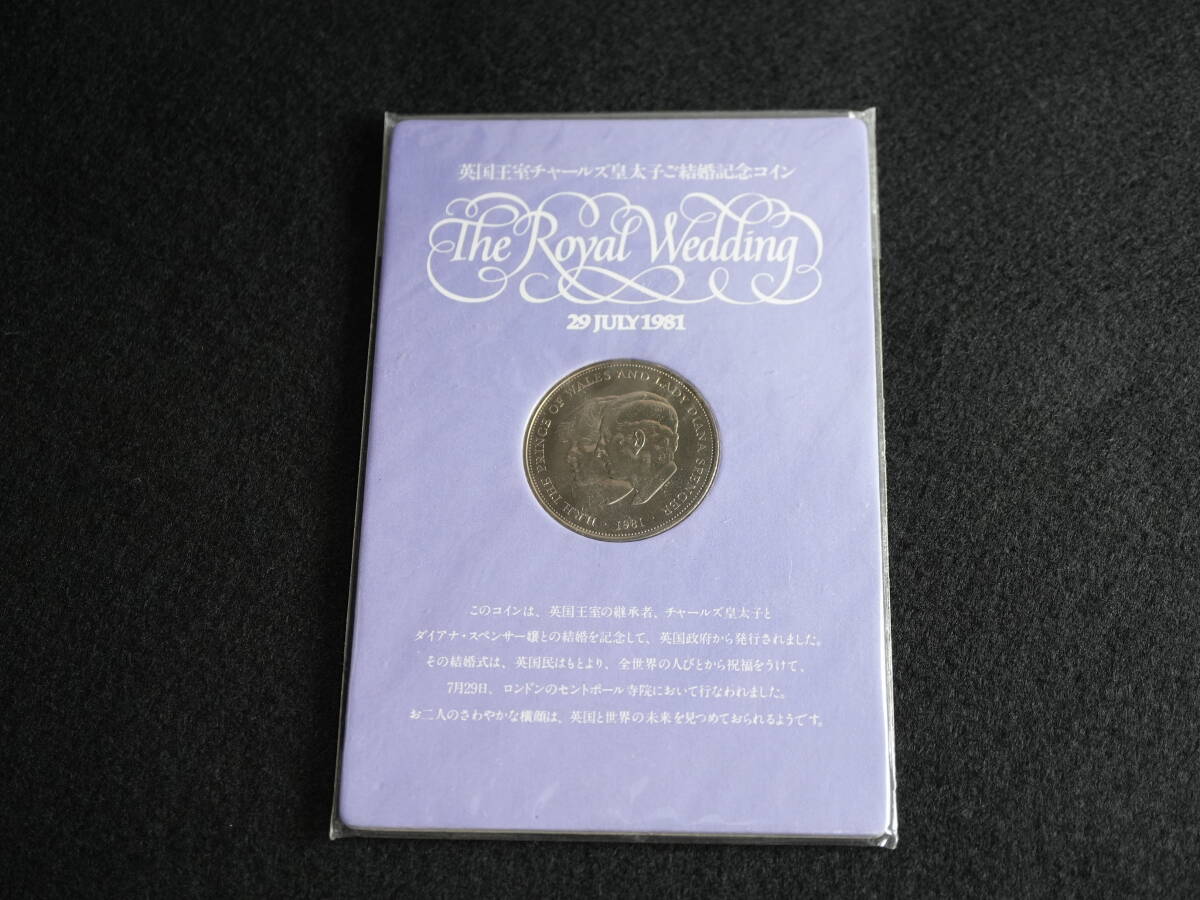 英国王室チャールズ皇太子ご結婚記念コイン
The Royal Wedding
29 JULY 1981
H.R.H. THE PRINCE OF WALES AND LADY DIANA SPENCER
· 1981 ·
このコインは、英国王室の継承者、チャールズ皇太子と
ダイアナ・スペンサー嬢との結婚を記念して、英国政府から発行されました。
その結婚式は、英国民はもとより、全世界の人びとから祝福をうけて、
7月29日、ロンドンのセントポール寺院において行なわれました。
お二人のさわやかな横顔は、英国と世界の未来を見つめておられるようです。